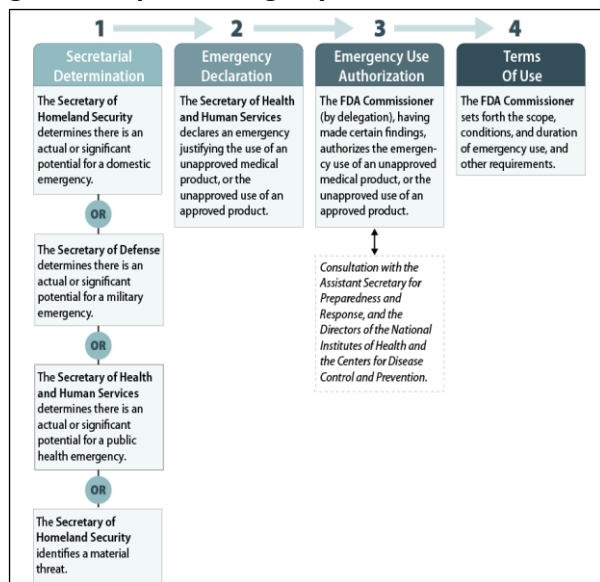 1
2
3
4
Secretarial
Determination
The Secretary of
Homeland Security
determines there is an
actual or significant
potential for a domestic
emergency.
OR
The Secretary of Defense
determines there is an
actual or significant
potential for a military
emergency.
OR
The Secretary of Health
and Human Services
determines there is an
actual or significant
potential for a public
health emergency.
OR
The Secretary of
Homeland Security
identifies a material
threat.
Emergency
Declaration
The Secretary of Health
and Human Services
declares an emergency
justifying the use of an
unapproved medical
product, or the
unapproved use of an
approved product.
Emergency Use
Authorization
The FDA Commissioner
(by delegation), having
made certain findings,
authorizes the emergen-
cy use of an unapproved
medical product, or the
unapproved use of an
approved product.
Consultation with the
Assistant Secretary for
Preparedness and
Response, and the
Directors of the National
Institutes of Health and
the Centers for Disease
Control and Prevention.
Terms
Of Use
The FDA Commissioner
sets forth the scope,
conditions, and duration
of emergency use, and
other requirements.